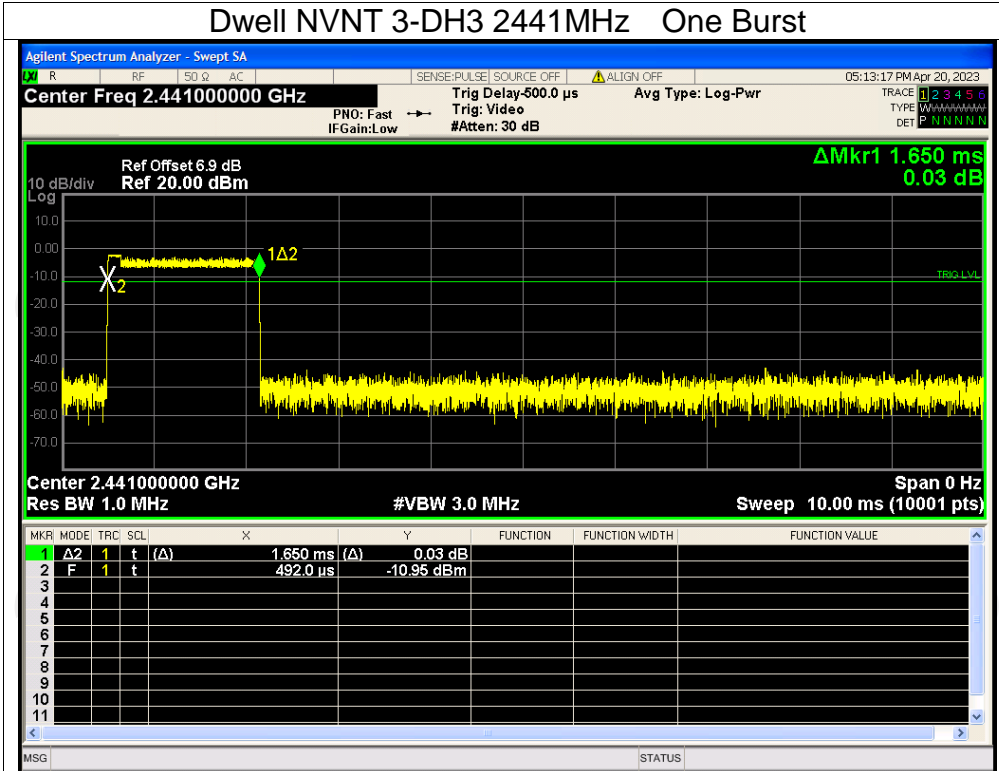 Dwell NVNT 3-DH3 2441MHz One Burst
Agilent Spectrum Analyzer - Swept SA
LXI R RF 50 Ω AC SENSE:PULSE SOURCE OFF ALIGN OFF 05:13:17 PM Apr 20, 2023
Center Freq 2.441000000 GHz Trig Delay-500.0 µs Avg Type: Log-Pwr TRACE 1 2 3 4 5 6
PNO: Fast Trig: Video TYPE WWWWWW
IFGain:Low #Atten: 30 dB DET P N N N N N
ΔMkr1 1.650 ms
0.03 dB
Ref Offset 6.9 dB
10 dB/div Ref 20.00 dBm
Log
10.0
0.00
1Δ2
-10.0
TRIG LVL
2
-20.0
-30.0
-40.0
-50.0
-60.0
-70.0
Center 2.441000000 GHz Span 0 Hz
Res BW 1.0 MHz #VBW 3.0 MHz Sweep 10.00 ms (10001 pts)
MKR MODE TRC SCL X Y FUNCTION FUNCTION WIDTH FUNCTION VALUE
1 Δ2 1 t (Δ) 1.650 ms (Δ) 0.03 dB
2 F 1 t 492.0 µs -10.95 dBm
3
4
5
6
7
8
9
10
11
MSG STATUS